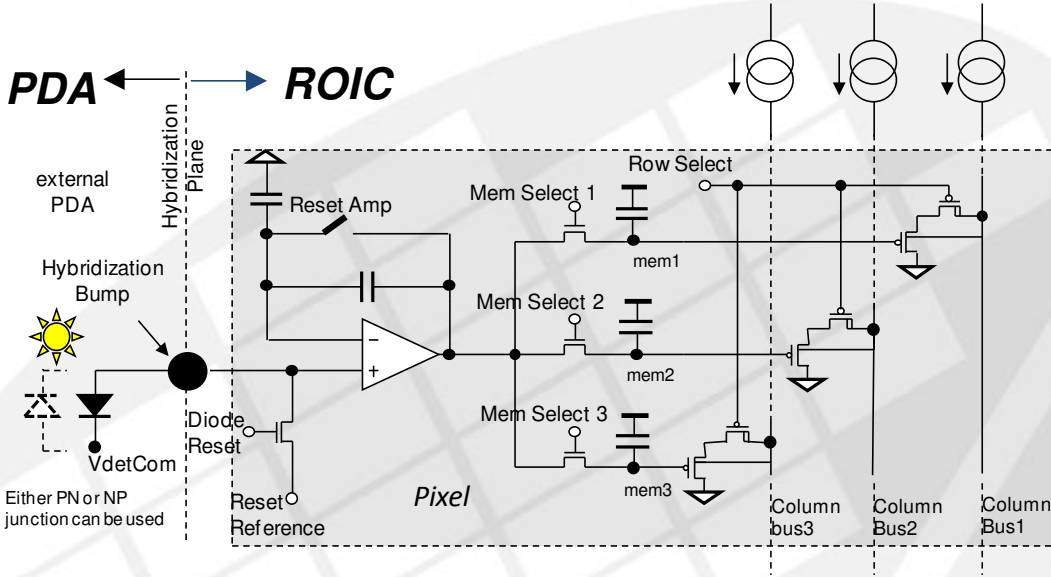 PDA
ROIC
Hybridization
Plane
external
PDA
Hybridization
Bump
VdetCom
Either PN or NP
junction can be used
Reset Amp
−
+
Diode
Reset
Reset
Reference
Pixel
Mem Select 1
mem1
Mem Select 2
mem2
Mem Select 3
mem3
Row Select
Column
bus3
Column
Bus2
Column
Bus1